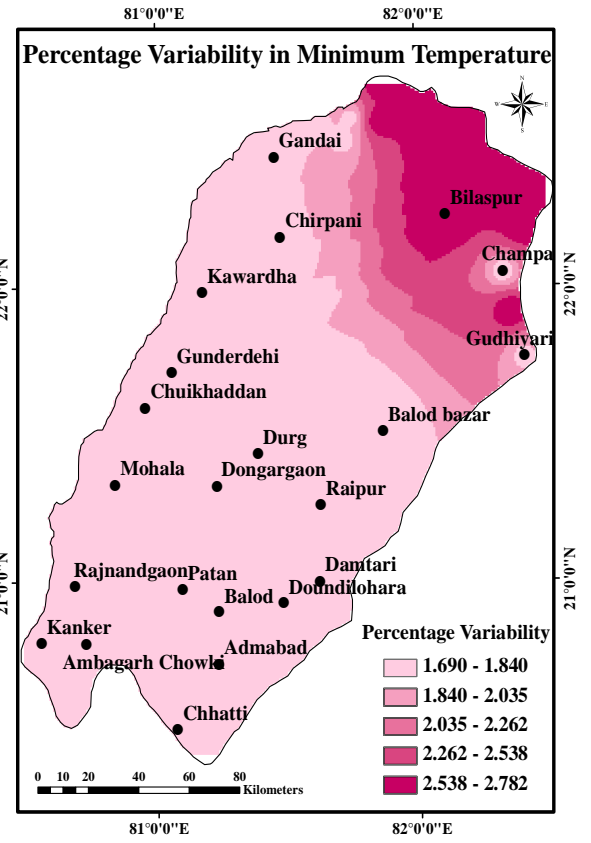 81°0'0"E 82°0'0"E
Percentage Variability in Minimum Temperature
N
W E
S
Gandai
Bilaspur
Chirpani
Champa
22°0'0"N 22°0'0"N
Kawardha
Gudhiyari
Gunderdehi
Chuikhaddan
Balod bazar
Durg
Mohala Dongargaon
Raipur
21°0'0"N 21°0'0"N
Damtari
Rajnandgaon Patan
Doundilohara
Balod
Kanker
Admabad
Ambagarh Chowki
Chhatti
Percentage Variability
1.690 - 1.840
1.840 - 2.035
2.035 - 2.262
2.262 - 2.538
2.538 - 2.782
0 10 20 40 60 80
Kilometers
81°0'0"E 82°0'0"E